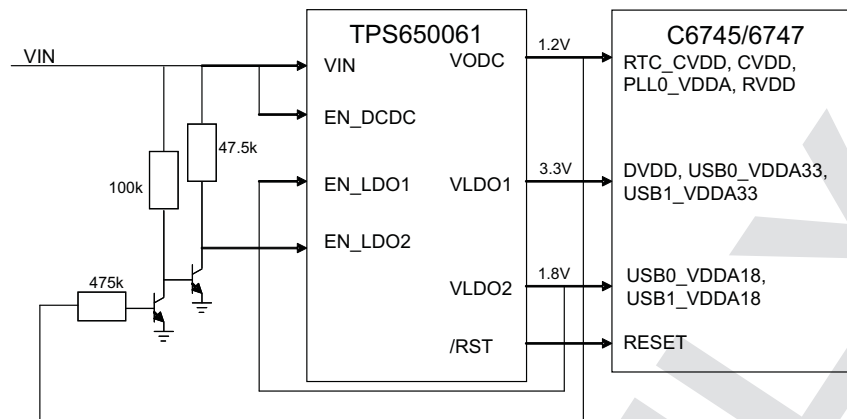 TPS650061
C6745/6747
VIN
VIN
VODC
1.2V
RTC_CVDD, CVDD,
PLL0_VDDA, RVDD
EN_DCDC
47.5k
100k
EN_LDO1
VLDO1
3.3V
DVDD, USB0_VDDA33,
USB1_VDDA33
EN_LDO2
475k
VLDO2
1.8V
USB0_VDDA18,
USB1_VDDA18
/RST
RESET